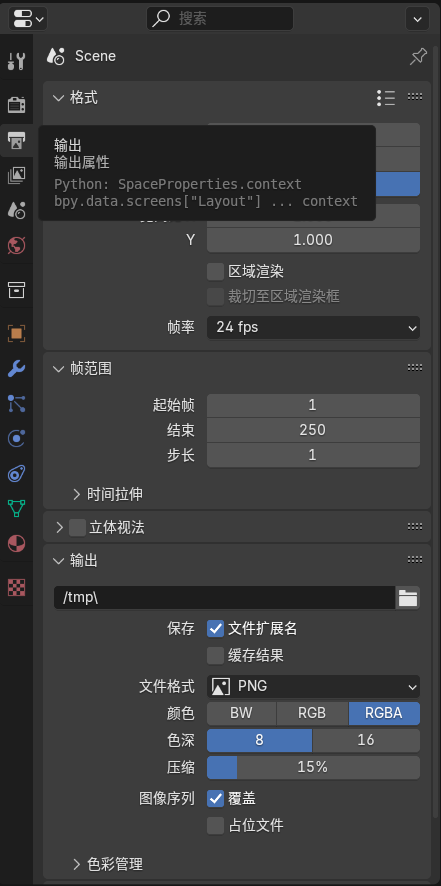 搜索
Scene
格式
输出
输出属性
Python: SpaceProperties.context
bpy.data.screens["Layout"] ... context
Y 1.000
区域渲染
裁切至区域渲染框
帧率 24 fps
帧范围
起始帧 1
结束 250
步长 1
时间拉伸
立体视法
输出
/tmp\
保存 文件扩展名
缓存结果
文件格式 PNG
颜色 BW RGB RGBA
色深 8 16
压缩 15%
图像序列 覆盖
占位文件
色彩管理